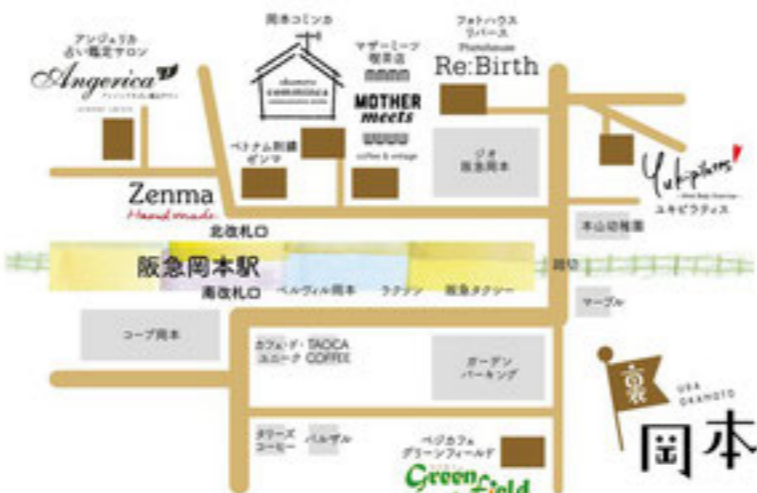 アンジェリカ
占い鑑定サロン
Angerica
岡本コミンカ
okamoto
comminca
マザーミーツ
喫茶店
MOTHER
meets
coffee & vintage
フォトハウス
リバース
Photohouse
Re:Birth
ベトナム刺繍
ゼンマ
Zenma
Handmade
ジオ
阪急岡本
Yuki-pilates
ユキピラティス
本山幼稚園
北改札口
阪急岡本駅
南改札口
ベルヴィル岡本
ラクソン
阪急タクシー
踏切
マーブル
コープ岡本
カフェ・ド・
ユニーク
TAOCA
COFFEE
ガーデン
パーキング
裏
URA
OKAMOTO
岡本
タリーズ
コーヒー
バルザル
ベジカフェ
グリーンフィールド
Green Field